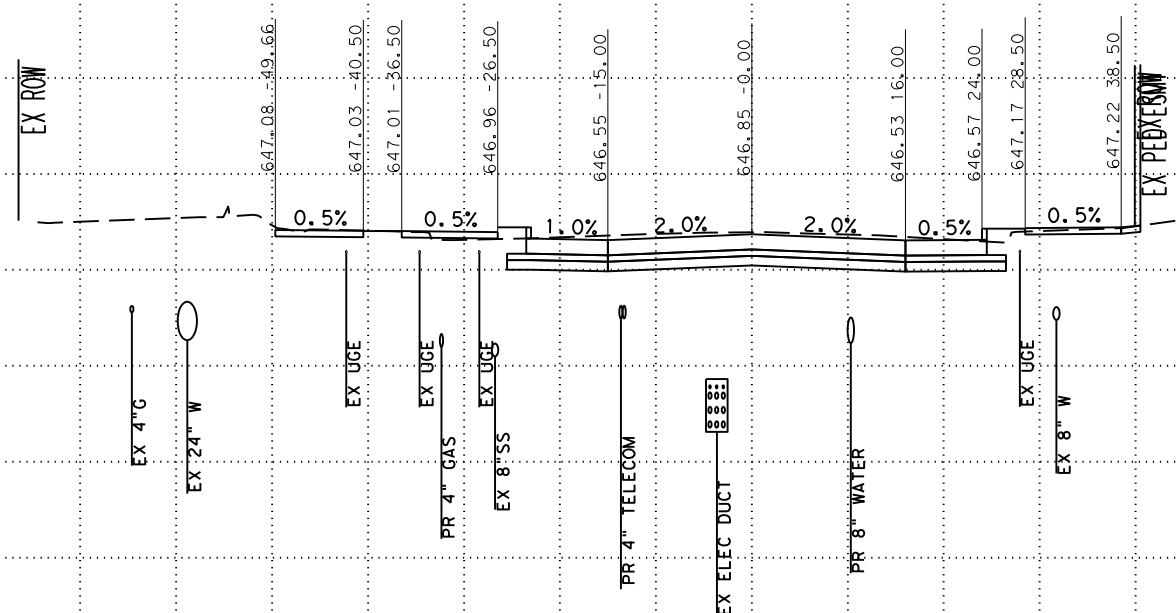 EX ROW
647.08 -49.66
647.03 -40.50
647.01 -36.50
646.96 -26.50
646.55 -15.00
646.85 -0.00
646.53 16.00
646.57 24.00
647.17 28.50
647.22 38.50
EX ROW
EX PED ESMT
0.5%
0.5%
1.0%
2.0%
2.0%
0.5%
0.5%
EX 4"G
EX 24" W
EX UGE
EX UGE
PR 4" GAS
EX UGE
EX 8"SS
PR 4" TELECOM
EX ELEC DUCT
PR 8" WATER
EX UGE
EX 8" W